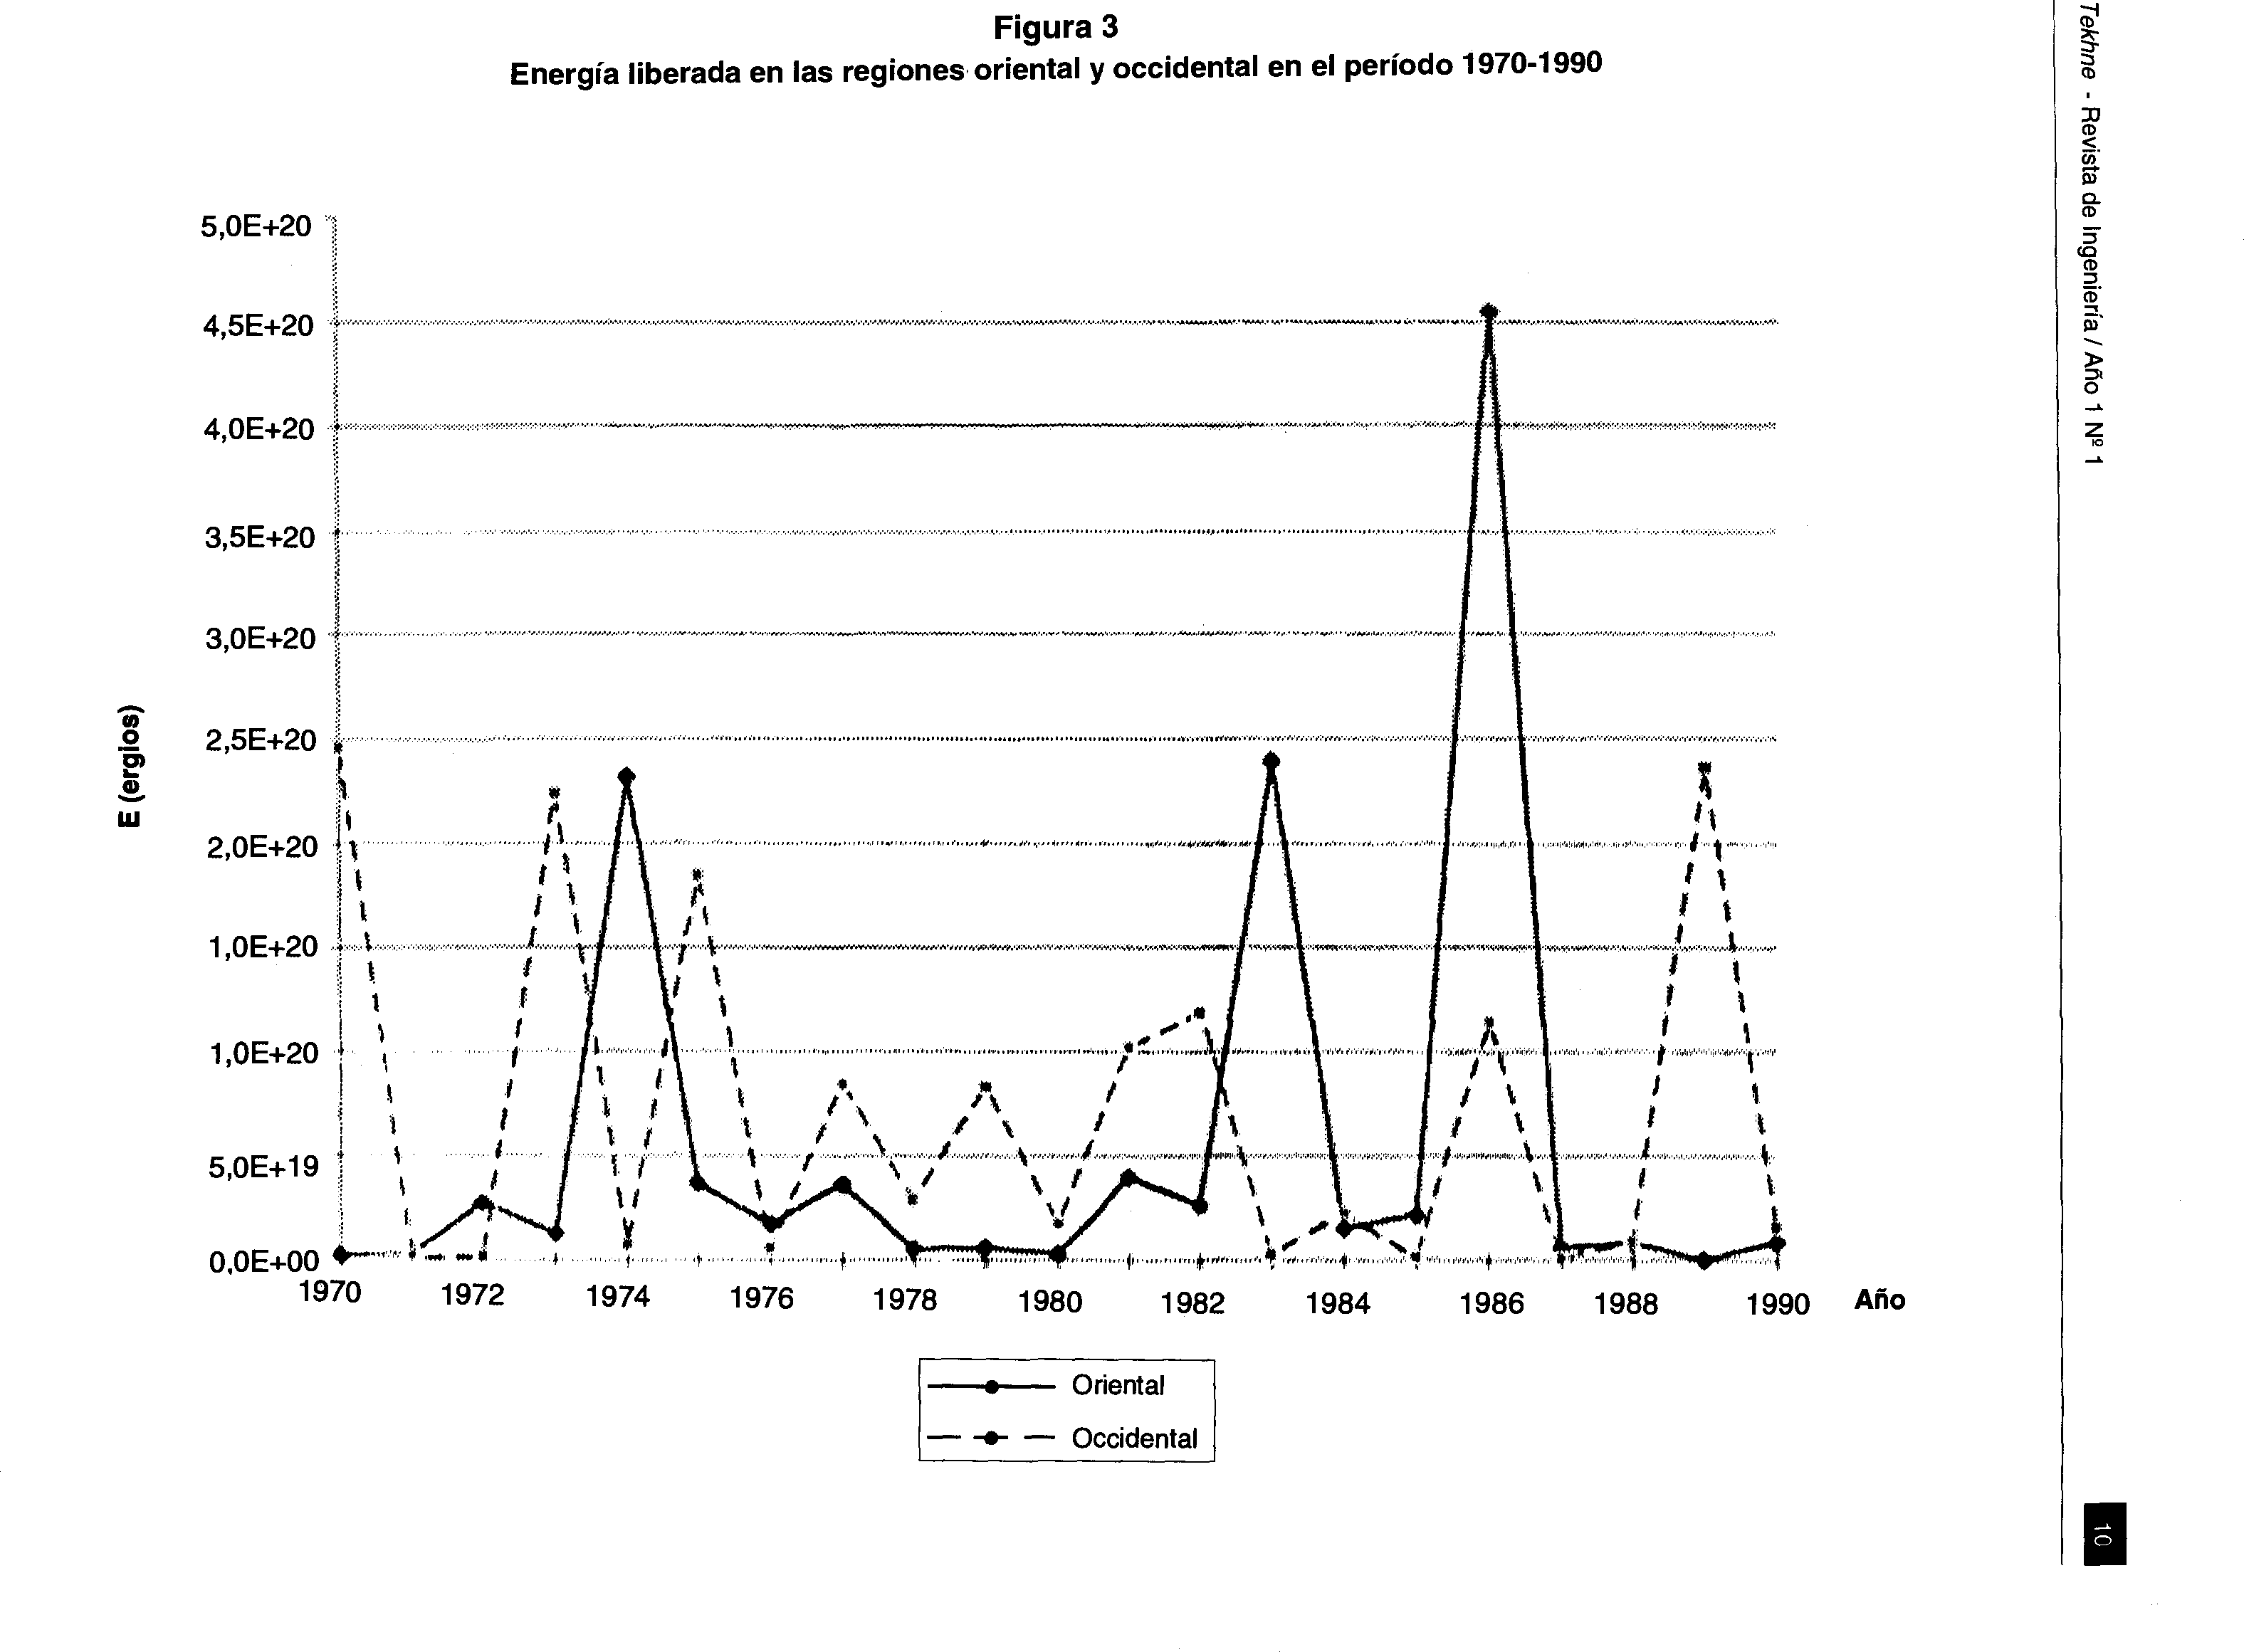 Figura 3
Energía liberada en las regiones oriental y occidental en el período 1970-1990
Tekhne - Revista de Ingeniería / Año 1 Nº 1
5,0E+20
4,5E+20
4,0E+20
3,5E+20
3,0E+20
2,5E+20
2,0E+20
1,0E+20
1,0E+20
5,0E+19
0,0E+00
E (ergios)
1970 1972 1974 1976 1978 1980 1982 1984 1986 1988 1990 Año
Oriental
Occidental
10